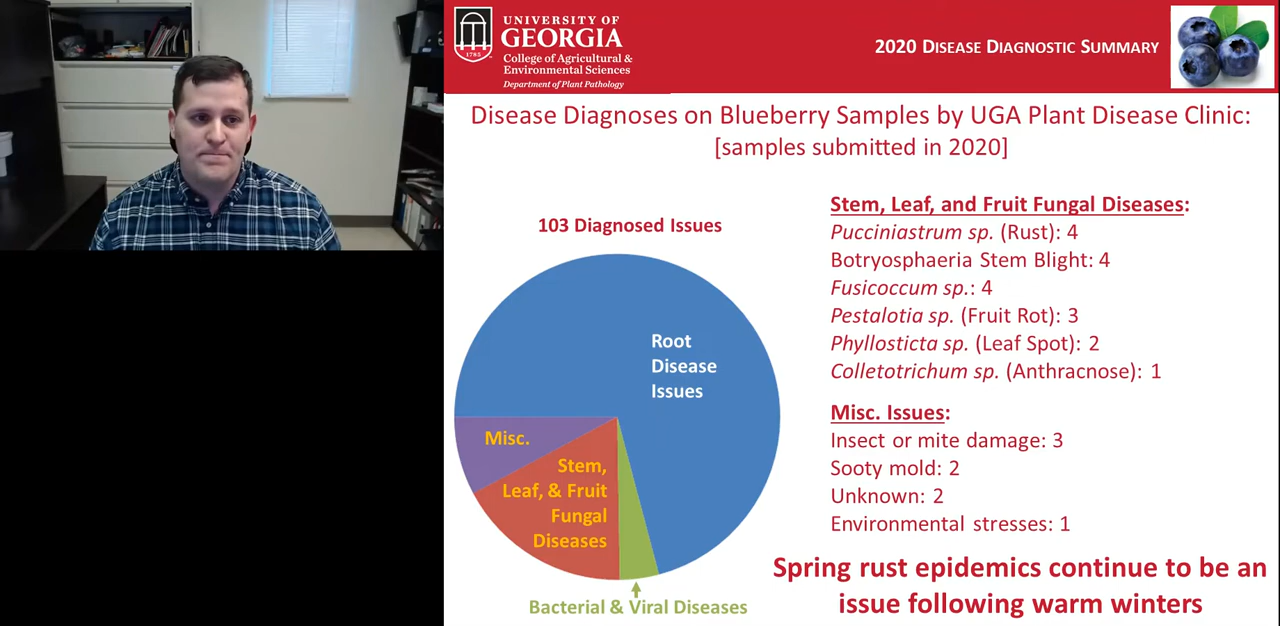 UNIVERSITY OF
GEORGIA
College of Agricultural &
Environmental Sciences
Department of Plant Pathology
1785
2020 DISEASE DIAGNOSTIC SUMMARY
Disease Diagnoses on Blueberry Samples by UGA Plant Disease Clinic:
[samples submitted in 2020]
103 Diagnosed Issues
Root
Disease
Issues
Misc.
Stem,
Leaf, & Fruit
Fungal
Diseases
Bacterial & Viral Diseases
Stem, Leaf, and Fruit Fungal Diseases:
Pucciniastrum sp. (Rust): 4
Botryosphaeria Stem Blight: 4
Fusicoccum sp.: 4
Pestalotia sp. (Fruit Rot): 3
Phyllosticta sp. (Leaf Spot): 2
Colletotrichum sp. (Anthracnose): 1
Misc. Issues:
Insect or mite damage: 3
Sooty mold: 2
Unknown: 2
Environmental stresses: 1
Spring rust epidemics continue to be an
issue following warm winters